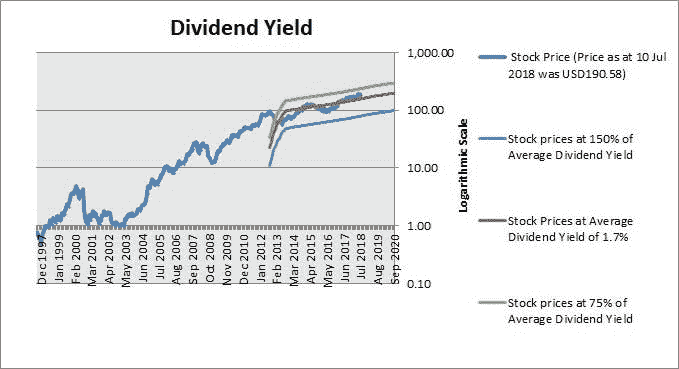 Dividend Yield
1,000.00
100.00
10.00
1.00
0.10
Logarithmic Scale
Dec 1997
Jan 1999
Feb 2000
Mar 2001
Apr 2002
May 2003
Jun 2004
Jul 2005
Aug 2006
Sep 2007
Oct 2008
Nov 2009
Dec 2010
Jan 2012
Feb 2013
Mar 2014
Apr 2015
May 2016
Jun 2017
Jul 2018
Aug 2019
Sep 2020
Stock Price (Price as at 10 Jul
2018 was USD190.58)
Stock prices at 150% of
Average Dividend Yield
Stock Prices at Average
Dividend Yield of 1.7%
Stock prices at 75% of
Average Dividend Yield